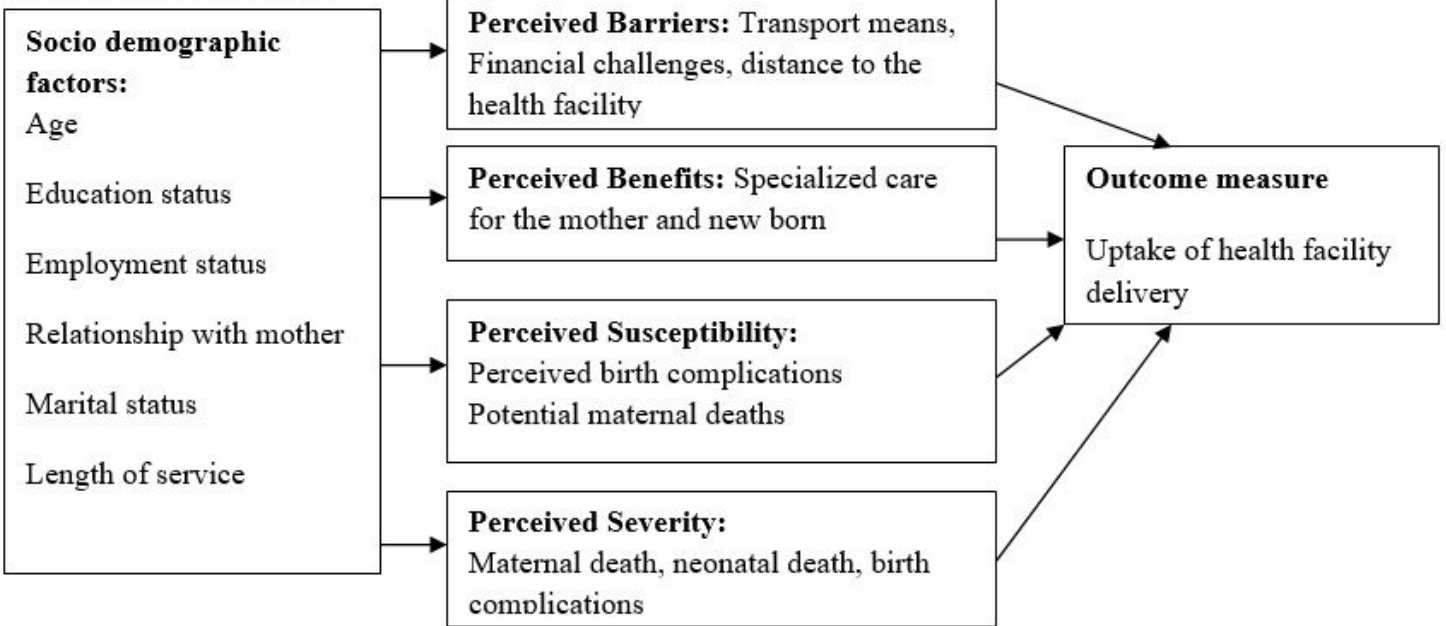 Socio demographic
factors:
Age
Education status
Employment status
Relationship with mother
Marital status
Length of service
Perceived Barriers: Transport means,
Financial challenges, distance to the
health facility
Perceived Benefits: Specialized care
for the mother and new born
Perceived Susceptibility:
Perceived birth complications
Potential maternal deaths
Perceived Severity:
Maternal death, neonatal death, birth
complications
Outcome measure
Uptake of health facility
delivery